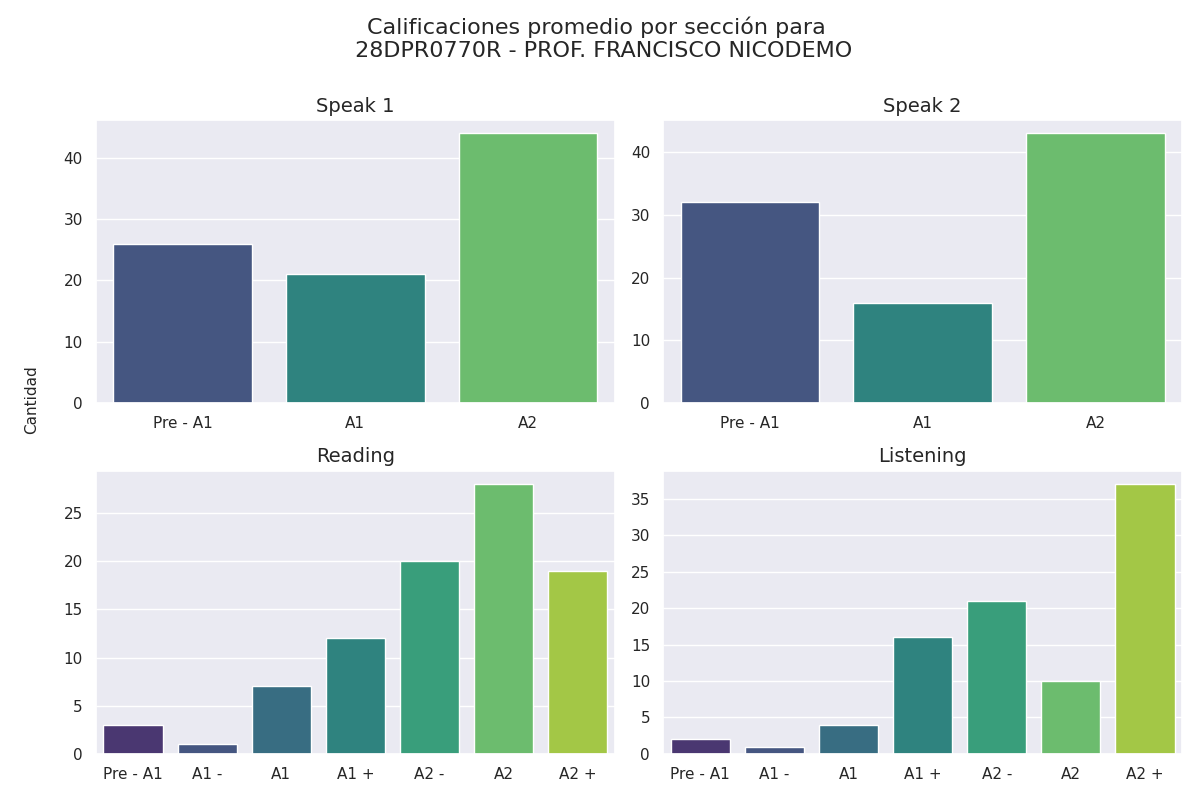 Calificaciones promedio por sección para
28DPR0770R - PROF. FRANCISCO NICODEMO
Cantidad
Speak 1
40
30
20
10
0
Pre - A1 A1 A2
Speak 2
40
30
20
10
0
Pre - A1 A1 A2
Reading
25
20
15
10
5
0
Pre - A1 A1 - A1 A1 + A2 - A2 A2 +
Listening
35
30
25
20
15
10
5
0
Pre - A1 A1 - A1 A1 + A2 - A2 A2 +